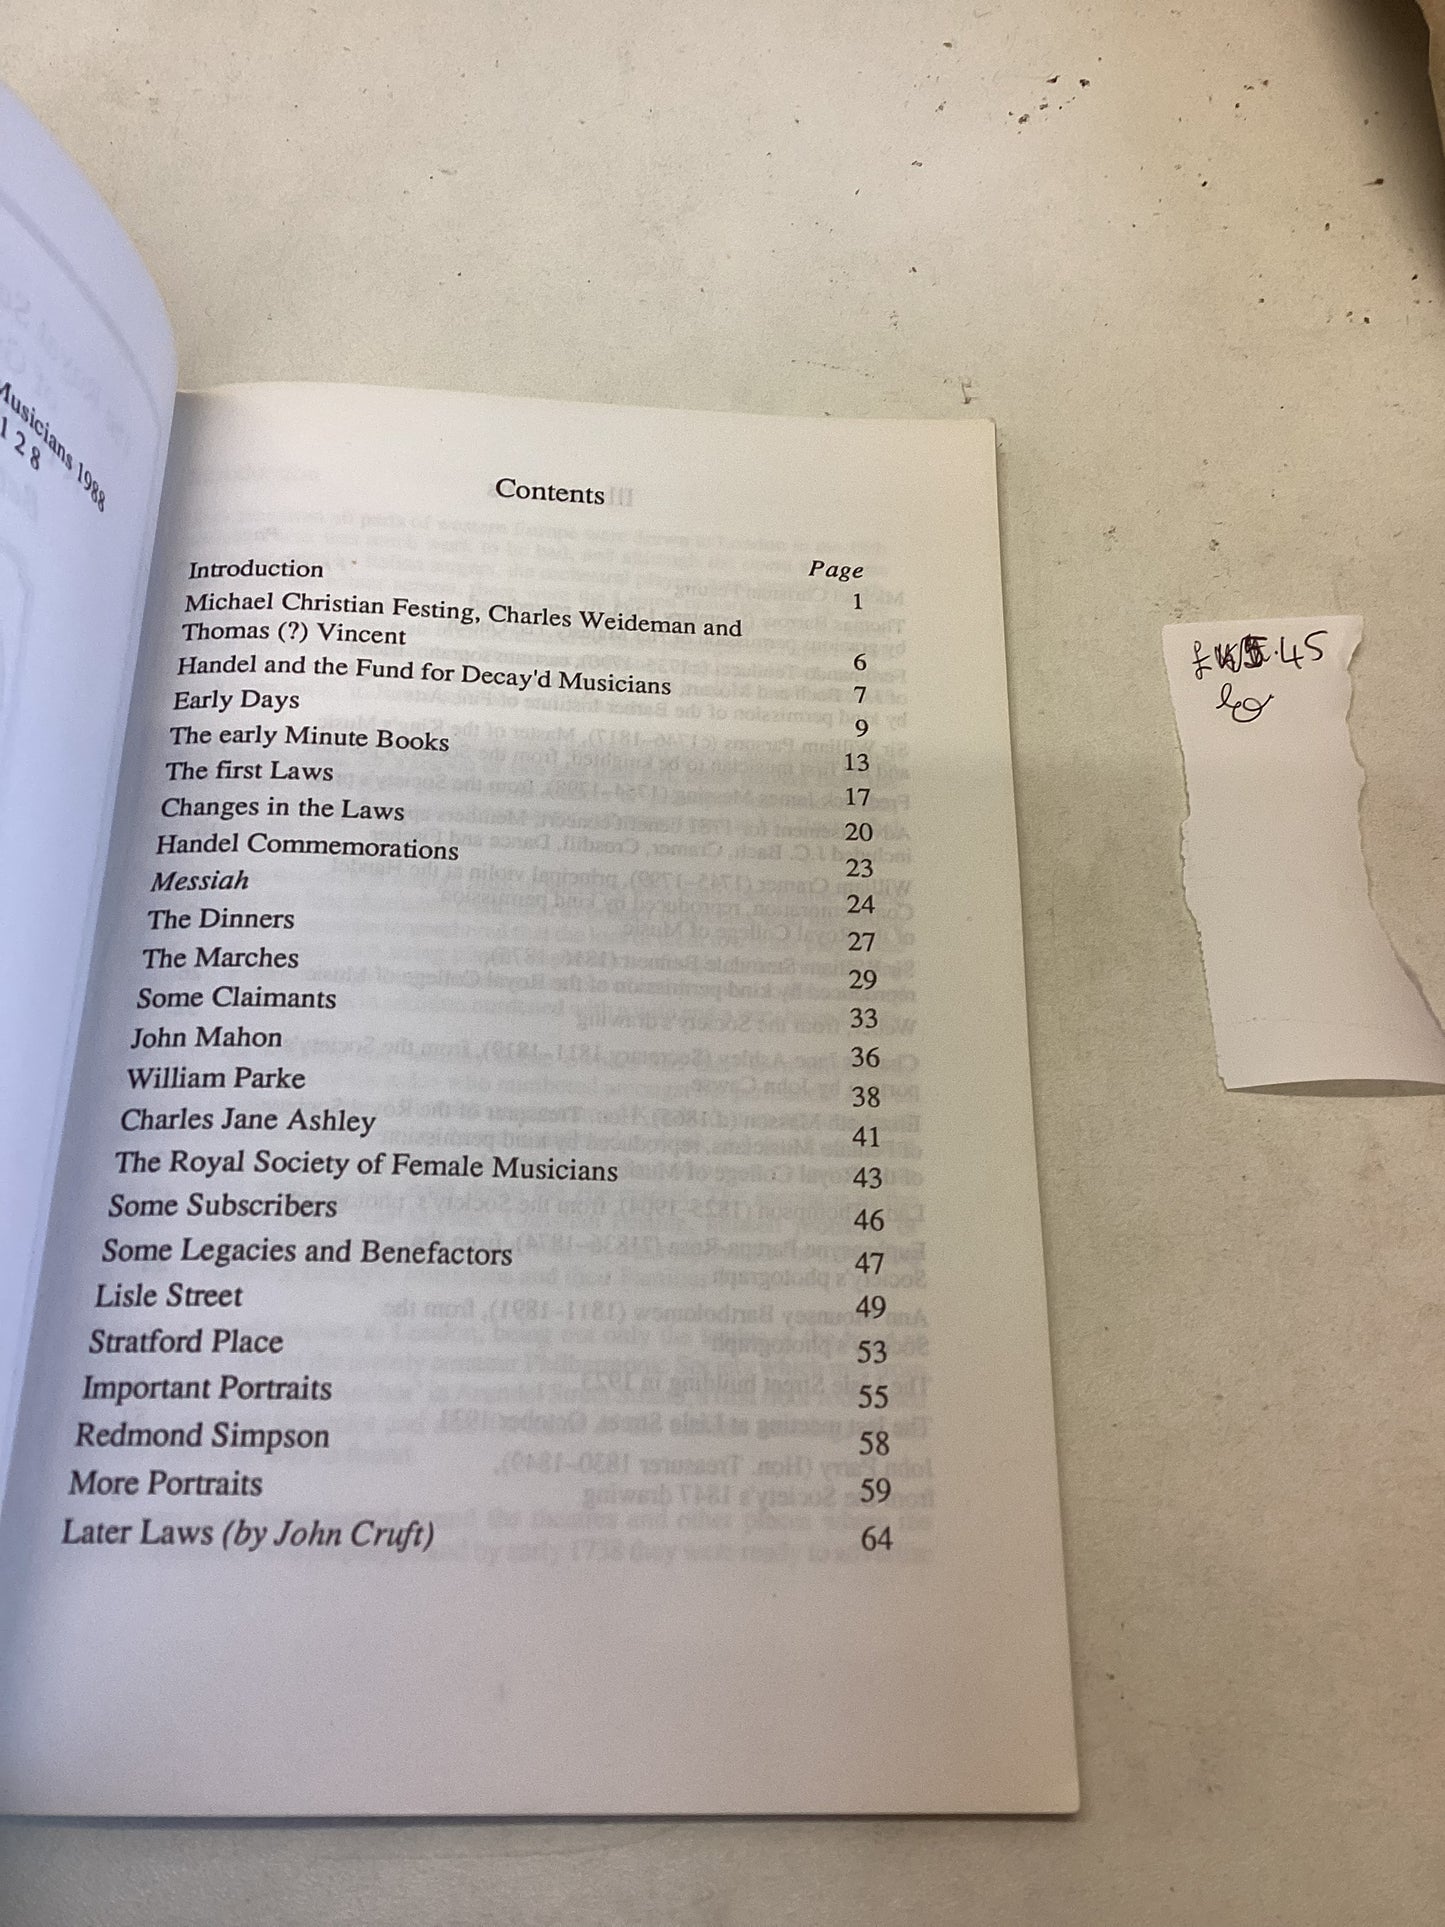 Musicians 1988
1 2 8
Contents
Page
Introduction 1
Michael Christian Festing, Charles Weideman and
Thomas (?) Vincent 6
Handel and the Fund for Decay'd Musicians 7
Early Days 9
The early Minute Books 13
The first Laws 17
Changes in the Laws 20
Handel Commemorations 23
Messiah 24
The Dinners 27
The Marches 29
Some Claimants 33
John Mahon 36
William Parke 38
Charles Jane Ashley 41
The Royal Society of Female Musicians 43
Some Subscribers 46
Some Legacies and Benefactors 47
Lisle Street 49
Stratford Place 53
Important Portraits 55
Redmond Simpson 58
More Portraits 59
Later Laws (by John Cruft) 64
.45